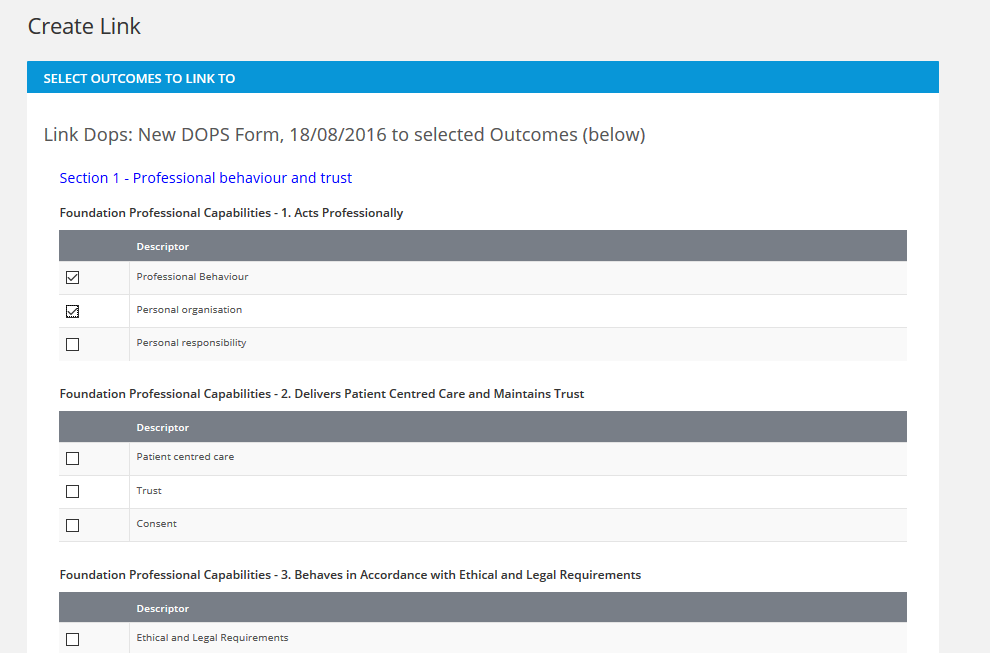 Create Link
SELECT OUTCOMES TO LINK TO
Link Dops: New DOPS Form, 18/08/2016 to selected Outcomes (below)
Section 1 - Professional behaviour and trust
Foundation Professional Capabilities - 1. Acts Professionally
Descriptor
Professional Behaviour
Personal organisation
Personal responsibility
Foundation Professional Capabilities - 2. Delivers Patient Centred Care and Maintains Trust
Descriptor
Patient centred care
Trust
Consent
Foundation Professional Capabilities - 3. Behaves in Accordance with Ethical and Legal Requirements
Descriptor
Ethical and Legal Requirements